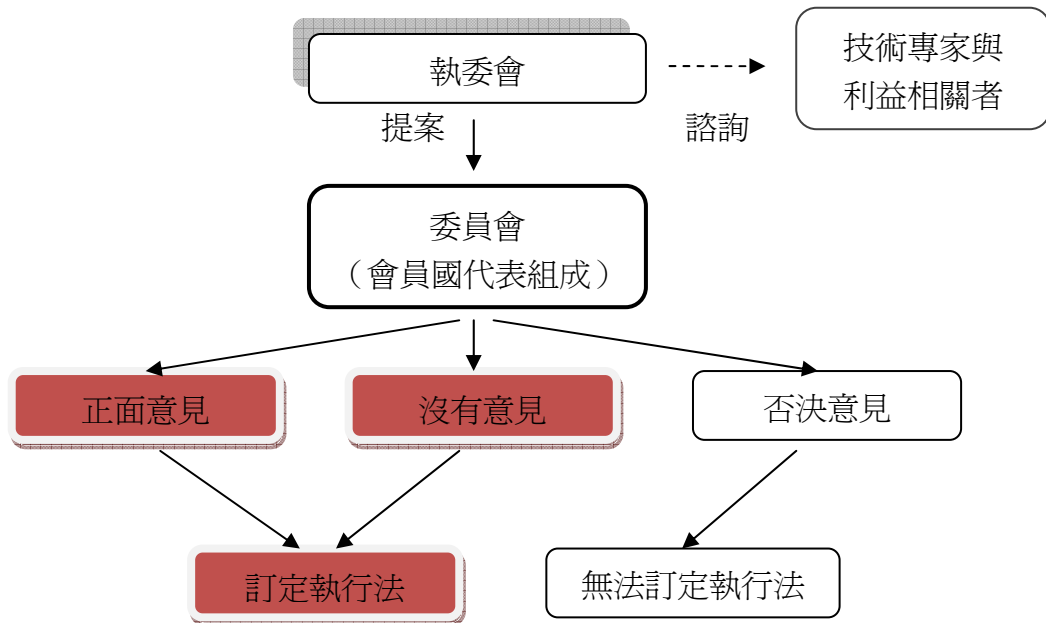 執委會
技術專家與
利益相關者
提案
諮詢
委員會
（會員國代表組成）
正面意見
沒有意見
否決意見
訂定執行法
無法訂定執行法